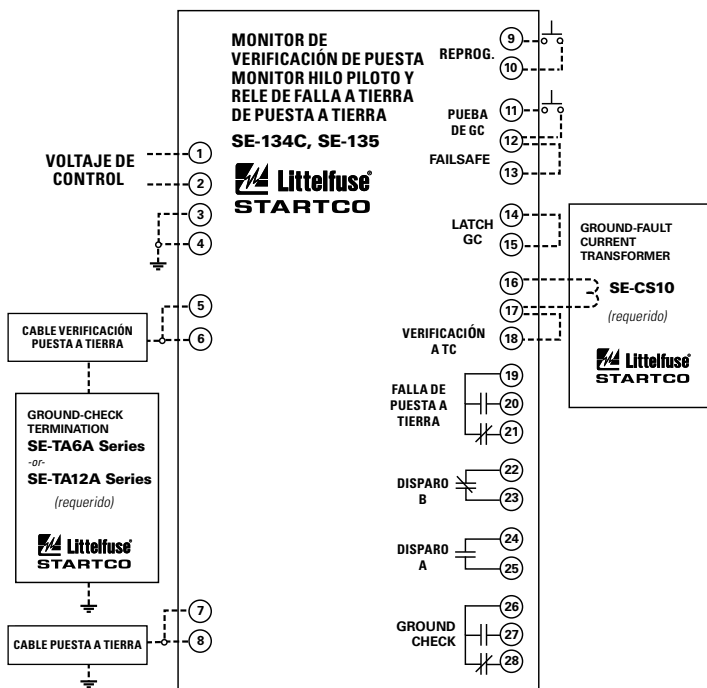 MONITOR DE
VERIFICACIÓN DE PUESTA
MONITOR HILO PILOTO Y
RELE DE FALLA A TIERRA
DE PUESTA A TIERRA
SE-134C, SE-135
Littelfuse®
STARTCO
VOLTAJE DE
CONTROL
1
2
3
4
5
6
CABLE VERIFICACIÓN
PUESTA A TIERRA
GROUND-CHECK
TERMINATION
SE-TA6A Series
-or-
SE-TA12A Series
(requerido)
Littelfuse
STARTCO
7
8
CABLE PUESTA A TIERRA
REPROG.
9
10
PUEBA
DE GC
11
12
FAILSAFE
13
LATCH
GC
14
15
16
17
VERIFICACIÓN
A TC
18
GROUND-FAULT
CURRENT
TRANSFORMER
SE-CS10
(requerido)
Littelfuse
STARTCO
FALLA DE
PUESTA A
TIERRA
19
20
21
DISPARO
B
22
23
DISPARO
A
24
25
GROUND
CHECK
26
27
28